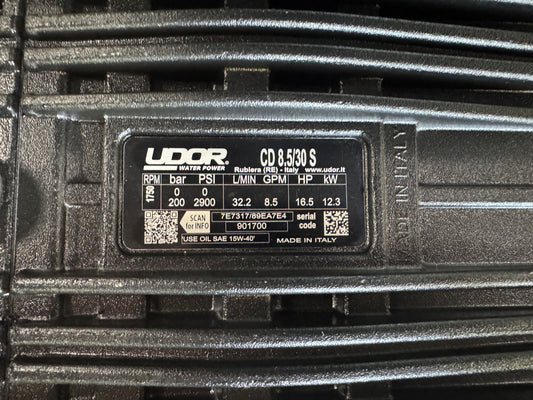 UDOR®
WATER POWER
CD 8.5/30 S
Rubiera (RE) - Italy www.udor.it
RPM bar PSI L/MIN GPM HP kW
1750 0 0
200 2900 32.2 8.5 16.5 12.3
SCAN for INFO
7E7317/89EA7E4 serial
901700 code
'USE OIL SAE 15W-40' MADE IN ITALY
MADE IN ITALY